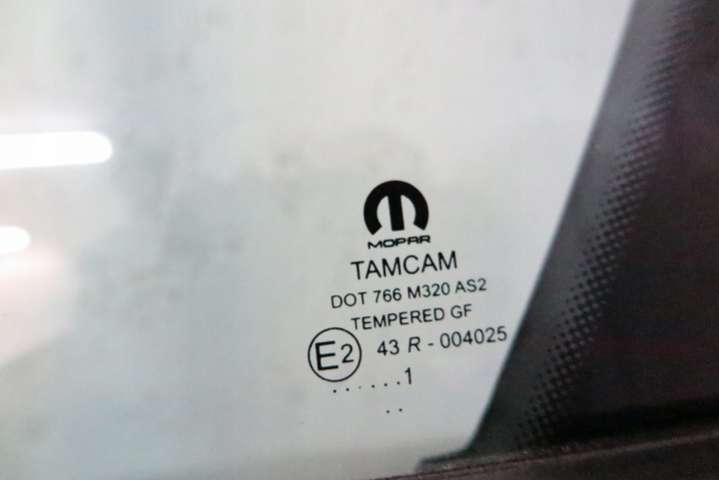 MOPAR
TAMCAM
DOT 766 M320 AS2
TEMPERED GF
E2 43 R - 004025
......1
..